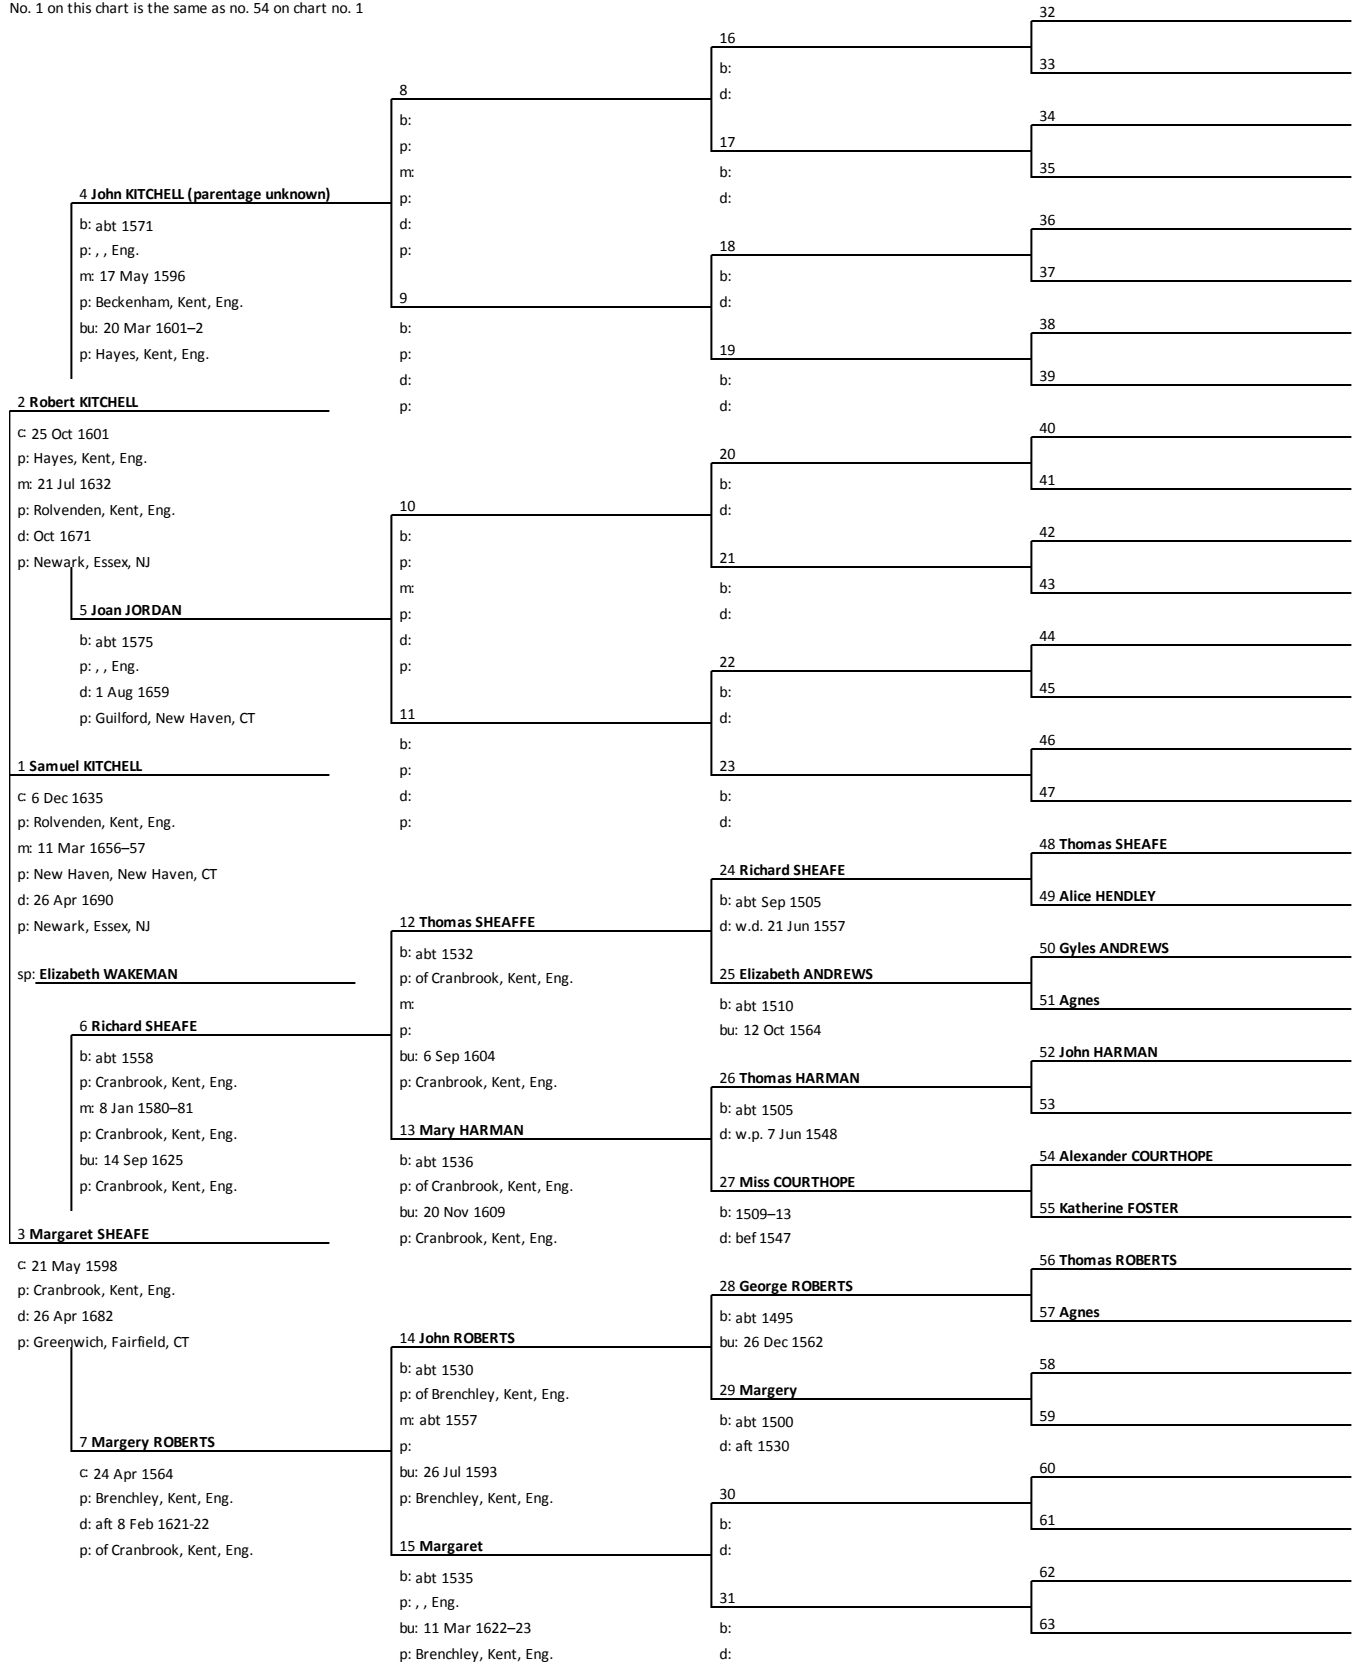 No. 1 on this chart is the same as no. 54 on chart no. 1
4 John KITCHELL (parentage unknown)
b: abt 1571
p: , , Eng.
m: 17 May 1596
p: Beckenham, Kent, Eng.
bu: 20 Mar 1601–2
p: Hayes, Kent, Eng.
2 Robert KITCHELL
c: 25 Oct 1601
p: Hayes, Kent, Eng.
m: 21 Jul 1632
p: Rolvenden, Kent, Eng.
d: Oct 1671
p: Newark, Essex, NJ
5 Joan JORDAN
b: abt 1575
p: , , Eng.
d: 1 Aug 1659
p: Guilford, New Haven, CT
1 Samuel KITCHELL
c: 6 Dec 1635
p: Rolvenden, Kent, Eng.
m: 11 Mar 1656–57
p: New Haven, New Haven, CT
d: 26 Apr 1690
p: Newark, Essex, NJ
sp: Elizabeth WAKEMAN
6 Richard SHEAFE
b: abt 1558
p: Cranbrook, Kent, Eng.
m: 8 Jan 1580–81
p: Cranbrook, Kent, Eng.
bu: 14 Sep 1625
p: Cranbrook, Kent, Eng.
3 Margaret SHEAFE
c: 21 May 1598
p: Cranbrook, Kent, Eng.
d: 26 Apr 1682
p: Greenwich, Fairfield, CT
7 Margery ROBERTS
c: 24 Apr 1564
p: Brenchley, Kent, Eng.
d: aft 8 Feb 1621-22
p: of Cranbrook, Kent, Eng.
8
b:
p:
m:
p:
d:
p:
9
b:
p:
d:
p:
10
b:
p:
m:
p:
d:
p:
11
b:
p:
d:
p:
12 Thomas SHEAFFE
b: abt 1532
p: of Cranbrook, Kent, Eng.
m:
p:
bu: 6 Sep 1604
p: Cranbrook, Kent, Eng.
13 Mary HARMAN
b: abt 1536
p: of Cranbrook, Kent, Eng.
bu: 20 Nov 1609
p: Cranbrook, Kent, Eng.
14 John ROBERTS
b: abt 1530
p: of Brenchley, Kent, Eng.
m: abt 1557
p:
bu: 26 Jul 1593
p: Brenchley, Kent, Eng.
15 Margaret
b: abt 1535
p: , , Eng.
bu: 11 Mar 1622–23
p: Brenchley, Kent, Eng.
16
b:
d:
17
b:
d:
18
b:
d:
19
b:
d:
20
b:
d:
21
b:
d:
22
b:
d:
23
b:
d:
24 Richard SHEAFE
b: abt Sep 1505
d: w.d. 21 Jun 1557
25 Elizabeth ANDREWS
b: abt 1510
bu: 12 Oct 1564
26 Thomas HARMAN
b: abt 1505
d: w.p. 7 Jun 1548
27 Miss COURTHOPE
b: 1509–13
d: bef 1547
28 George ROBERTS
b: abt 1495
bu: 26 Dec 1562
29 Margery
b: abt 1500
d: aft 1530
30
b:
d:
31
b:
d:
32
33
34
35
36
37
38
39
40
41
42
43
44
45
46
47
48 Thomas SHEAFE
49 Alice HENDLEY
50 Gyles ANDREWS
51 Agnes
52 John HARMAN
53
54 Alexander COURTHOPE
55 Katherine FOSTER
56 Thomas ROBERTS
57 Agnes
58
59
60
61
62
63